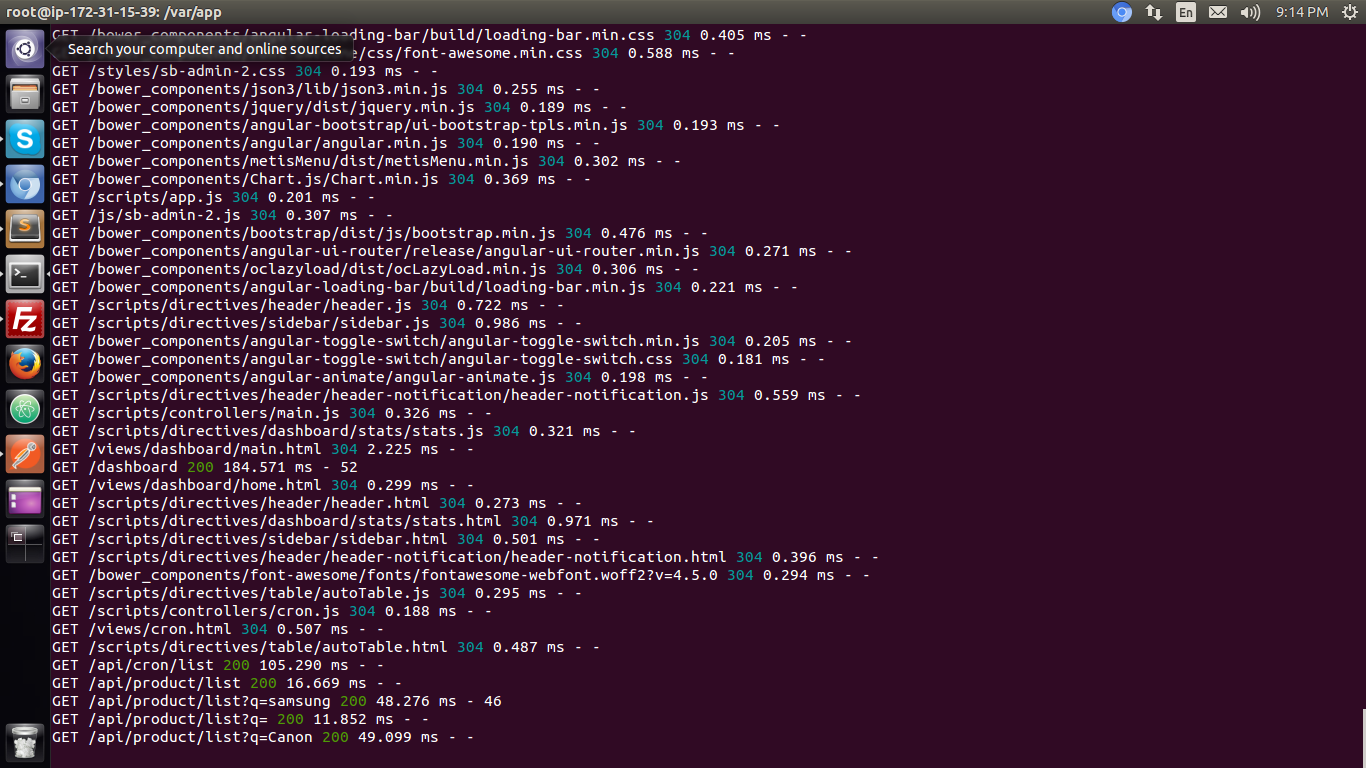 root@ip-172-31-15-39: /var/app
En
9:14 PM
GET /bower_components/angular-loading-bar/build/loading-bar.min.css 304 0.405 ms - -
Search your computer and online sources
/css/font-awesome.min.css 304 0.588 ms - -
GET /styles/sb-admin-2.css 304 0.193 ms - -
GET /bower_components/json3/lib/json3.min.js 304 0.255 ms - -
GET /bower_components/jquery/dist/jquery.min.js 304 0.189 ms - -
GET /bower_components/angular-bootstrap/ui-bootstrap-tpls.min.js 304 0.193 ms - -
GET /bower_components/angular/angular.min.js 304 0.190 ms - -
GET /bower_components/metisMenu/dist/metisMenu.min.js 304 0.302 ms - -
GET /bower_components/Chart.js/Chart.min.js 304 0.369 ms - -
GET /scripts/app.js 304 0.201 ms - -
GET /js/sb-admin-2.js 304 0.307 ms - -
GET /bower_components/bootstrap/dist/js/bootstrap.min.js 304 0.476 ms - -
GET /bower_components/angular-ui-router/release/angular-ui-router.min.js 304 0.271 ms - -
GET /bower_components/oclazyload/dist/ocLazyLoad.min.js 304 0.306 ms - -
GET /bower_components/angular-loading-bar/build/loading-bar.min.js 304 0.221 ms - -
GET /scripts/directives/header/header.js 304 0.722 ms - -
GET /scripts/directives/sidebar/sidebar.js 304 0.986 ms - -
GET /bower_components/angular-toggle-switch/angular-toggle-switch.min.js 304 0.205 ms - -
GET /bower_components/angular-toggle-switch/angular-toggle-switch.css 304 0.181 ms - -
GET /bower_components/angular-animate/angular-animate.js 304 0.198 ms - -
GET /scripts/directives/header/header-notification/header-notification.js 304 0.559 ms - -
GET /scripts/controllers/main.js 304 0.326 ms - -
GET /scripts/directives/dashboard/stats/stats.js 304 0.321 ms - -
GET /views/dashboard/main.html 304 2.225 ms - -
GET /dashboard 200 184.571 ms - 52
GET /views/dashboard/home.html 304 0.299 ms - -
GET /scripts/directives/header/header.html 304 0.273 ms - -
GET /scripts/directives/dashboard/stats/stats.html 304 0.971 ms - -
GET /scripts/directives/sidebar/sidebar.html 304 0.501 ms - -
GET /scripts/directives/header/header-notification/header-notification.html 304 0.396 ms - -
GET /bower_components/font-awesome/fonts/fontawesome-webfont.woff2?v=4.5.0 304 0.294 ms - -
GET /scripts/directives/table/autoTable.js 304 0.295 ms - -
GET /scripts/controllers/cron.js 304 0.188 ms - -
GET /views/cron.html 304 0.507 ms - -
GET /scripts/directives/table/autoTable.html 304 0.487 ms - -
GET /api/cron/list 200 105.290 ms - -
GET /api/product/list 200 16.669 ms - -
GET /api/product/list?q=samsung 200 48.276 ms - 46
GET /api/product/list?q= 200 11.852 ms - -
GET /api/product/list?q=Canon 200 49.099 ms - -